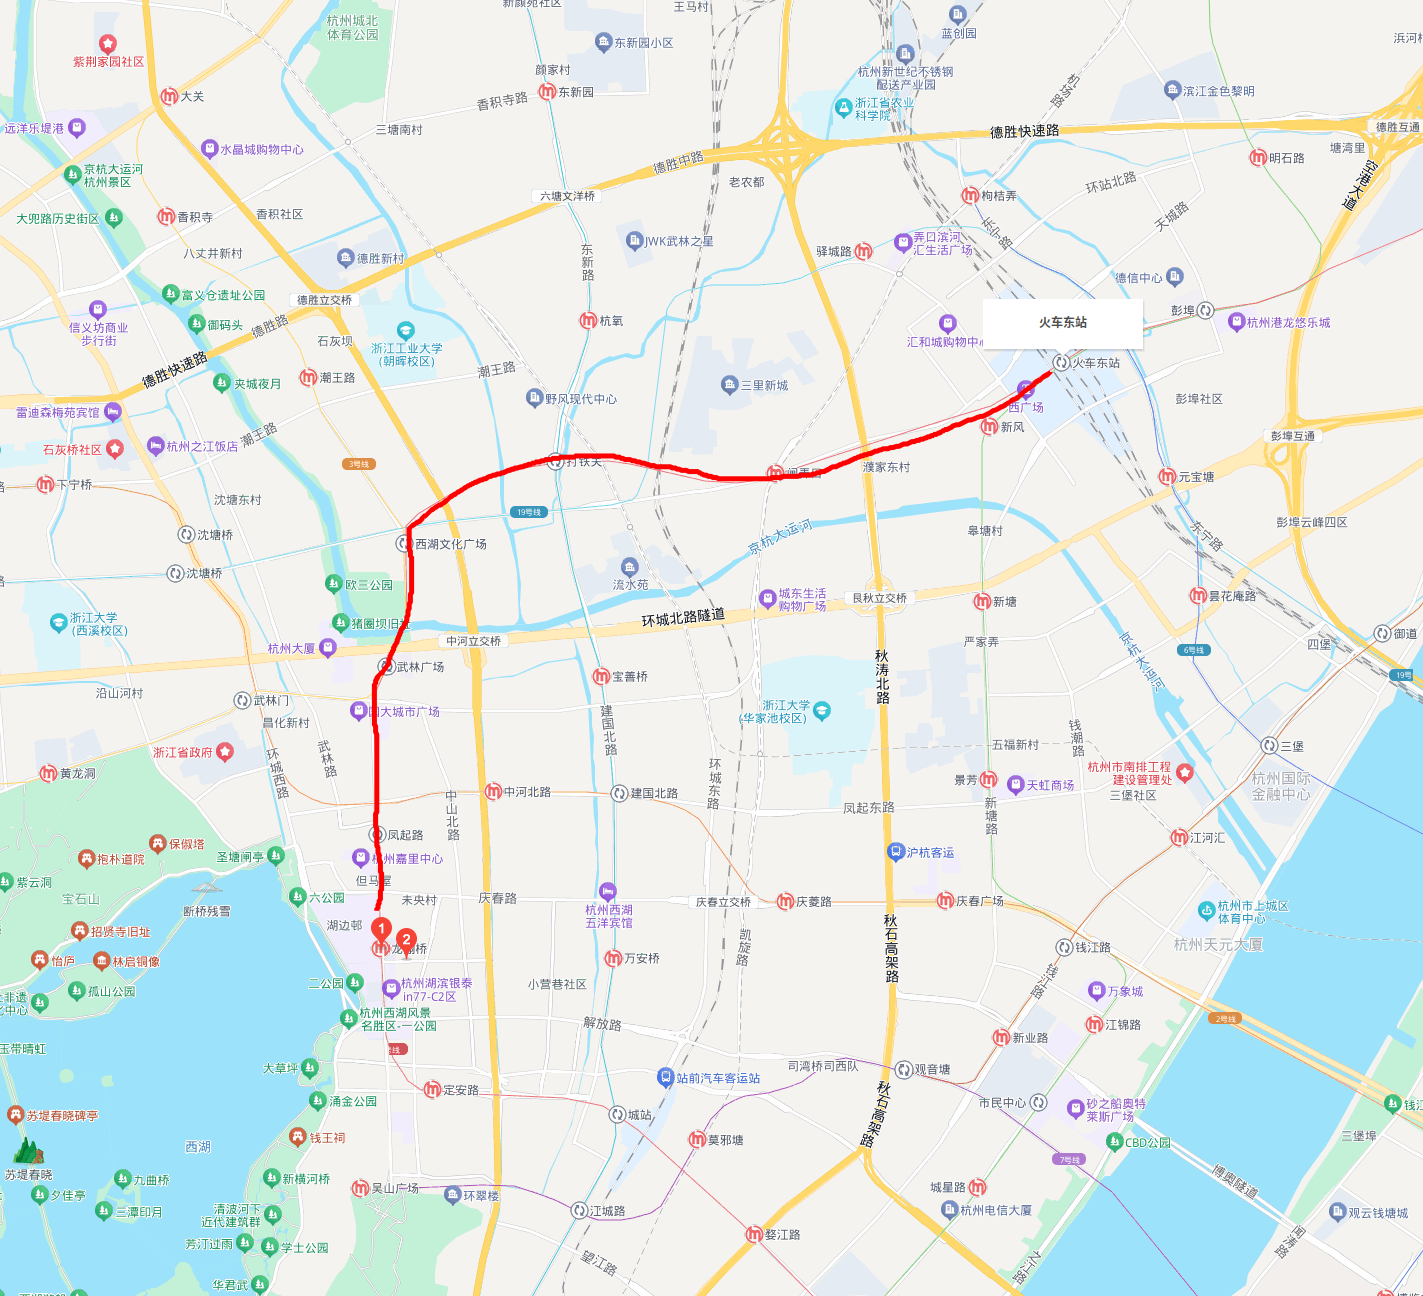 新颜苑社区
王马村
杭州城北
体育公园
紫荆家园社区
东新园小区
蓝创园
颜家村
杭州新世纪不锈钢
配送产业园
机场路
大关
东新园
香积寺路
浙江省农业
科学院
滨江金色黎明
远洋乐堤港
三塘南村
德胜快速路
德胜互通
水晶城购物中心
塘湾里
明石路
京杭大运河
杭州景区
德胜中路
空港大道
老农都
环站北路
六塘文洋桥
枸桔弄
大兜路历史街区
香积寺
香积社区
天城路
东宁路
JWK武林之星
弄口滨河
汇生活广场
八丈井新村
德胜新村
东新路
驿城路
德信中心
富义仓遗址公园
德胜立交桥
彭埠
信义坊商业
步行街
御码头
德胜路
杭氧
火车东站
杭州港龙悠乐城
石灰坝
浙江工业大学
(朝晖校区)
汇和城购物中心
火车东站
德胜快速路
潮王路
潮王路
夹城夜月
三里新城
西广场
彭埠社区
雷迪森梅苑宾馆
野风现代中心
新风
彭埠互通
石灰桥社区
杭州之江饭店
潮王路
3号线
打铁关
闸弄口
濮家东村
元宝塘
下宁桥
沈塘东村
19号线
京杭大运河
皋塘村
东宁路
彭埠云峰四区
沈塘桥
西湖文化广场
沈塘桥
欧三公园
流水苑
城东生活
购物广场
艮秋立交桥
新塘
昙花庵路
浙江大学
(西溪校区)
猪圈坝旧址
环城北路隧道
中河立交桥
严家弄
京杭大运河
御道
四堡
6号线
杭州大厦
武林广场
宝善桥
秋涛北路
19号
沿山河村
武林门
国大城市广场
昌化新村
建国北路
浙江大学
(华家池校区)
钱潮路
浙江省政府
武林路
环城西路
五福新村
三堡
黄龙洞
环城东路
景芳
天虹商场
杭州市南排工程
建设管理处
三堡社区
杭州国际
金融中心
中河北路
中山北路
建国北路
凤起东路
新塘路
凤起路
江河汇
保俶塔
抱朴道院
圣塘闸亭
杭州嘉里中心
沪杭客运
紫云洞
宝石山
但马屋
六公园
未央村
庆春路
杭州西湖
五洋宾馆
庆春立交桥
庆菱路
庆春广场
断桥残雪
湖边邨
1
2
龙翔桥
杭州市上城区
体育中心
招贤寺旧址
秋石高架路
凯旋路
钱江路
杭州天元大厦
怡庐
林启铜像
万安桥
二公园
杭州湖滨银泰
in77-C2区
小营巷社区
钱江路
万象城
孤山公园
杭州西湖风景
名胜区-一公园
解放路
江锦路
2号线
新业路
玉带晴虹
号线
大草坪
司湾塘司西队
观音塘
定安路
站前汽车客运站
涌金公园
城站
秋石高架路
市民中心
砂之船奥特
莱斯广场
苏堤春晓碑亭
钱王祠
莫邪塘
CBD公园
三堡埠
西湖
苏堤春晓
7号线
博奥隧道
夕佳亭
九曲桥
新横河桥
吴山广场
环翠楼
城星路
三潭印月
清波河下
近代建筑群
江城路
杭州电信大厦
观云钱塘城
芳汀过雨
学士公园
望江路
婺江路
之江路
闻涛路
华君武